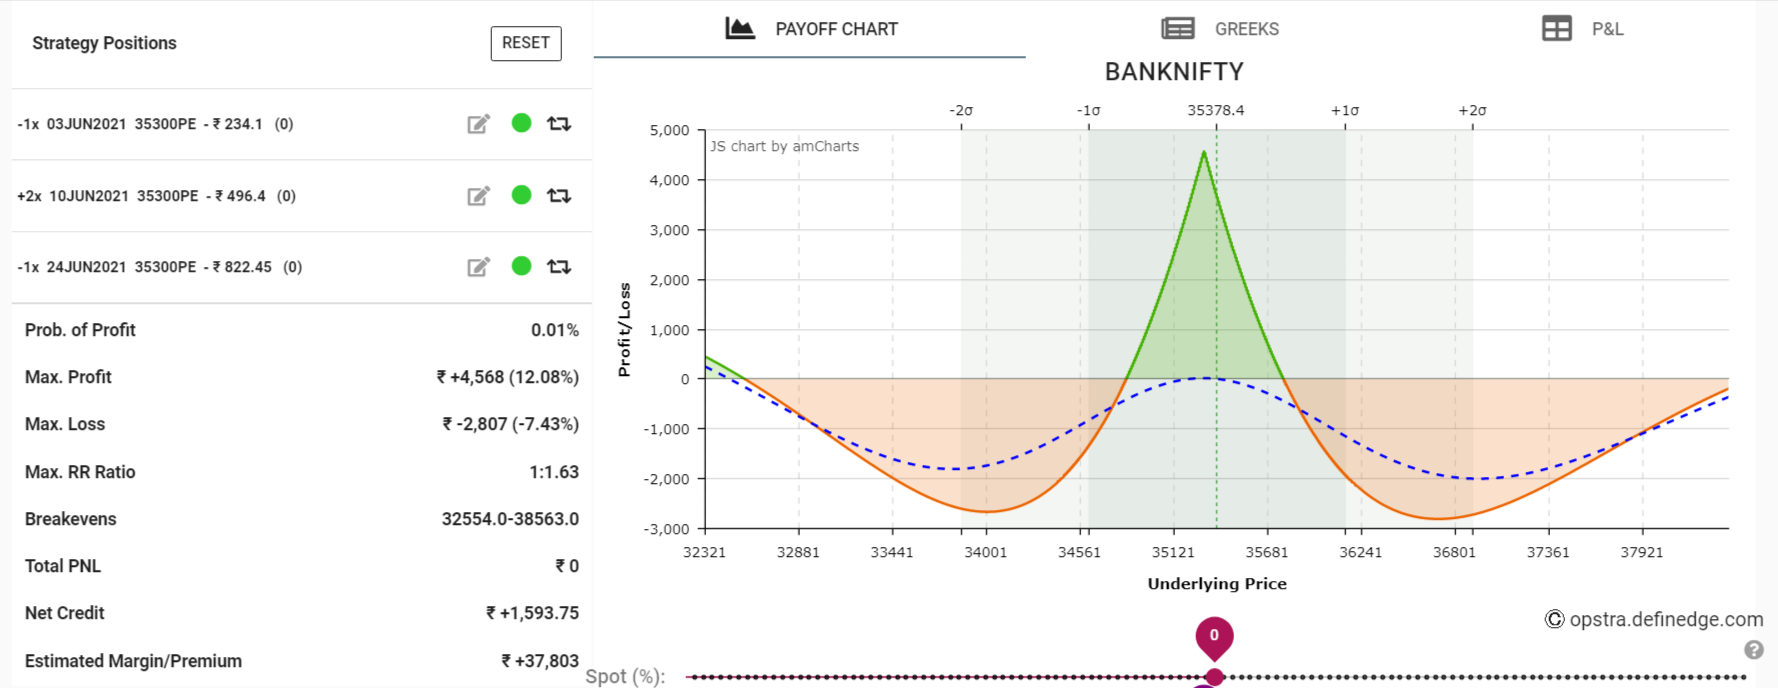 Strategy Positions
RESET
-1x 03JUN2021 35300PE - ₹ 234.1 (0)
+2x 10JUN2021 35300PE - ₹ 496.4 (0)
-1x 24JUN2021 35300PE - ₹ 822.45 (0)
Prob. of Profit 0.01%
Max. Profit ₹ +4,568 (12.08%)
Max. Loss ₹ -2,807 (-7.43%)
Max. RR Ratio 1:1.63
Breakevens 32554.0-38563.0
Total PNL ₹ 0
Net Credit ₹ +1,593.75
Estimated Margin/Premium ₹ +37,803
PAYOFF CHART GREEKS P&L
BANKNIFTY
-2σ -1σ 35378.4 +1σ +2σ
JS chart by amCharts
5,000
4,000
3,000
2,000
1,000
0
-1,000
-2,000
-3,000
Profit/Loss
32321 32881 33441 34001 34561 35121 35681 36241 36801 37361 37921
Underlying Price
© opstra.definedge.com
?
0
Spot (%):